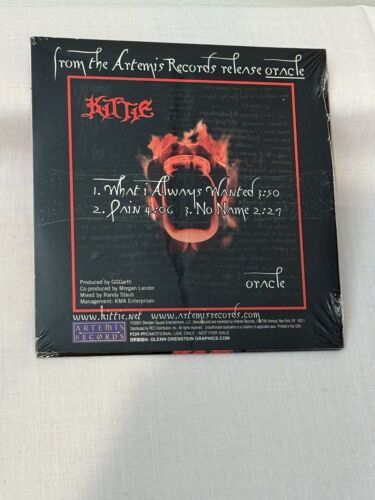 from the Artemis Records release oracle
KITTIE
1. What i Always Wanted 3:50
2. Pain 4:06 3. No Name 2:27
oracle
Produced by GGGarth
Co-produced by Morgan Lander
Mixed by Randy Staub
Management: KMA Enterprises
www.kittie.net www.artemisrecords.com
ARTEMIS
RECORDS
FOR PROMOTIONAL USE ONLY - NOT FOR SALE
DESIGN: GLENN ORENSTEIN GRAPHICS.COM